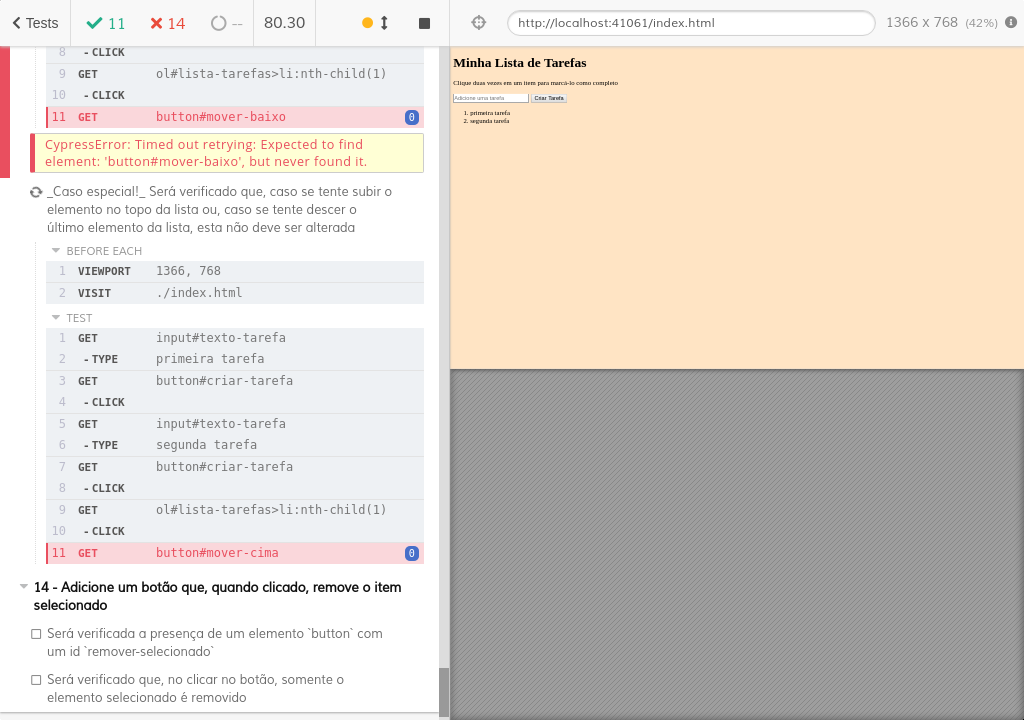 Tests
11
14
--
80.30
http://localhost:41061/index.html
1366 x 768 (42%)
8 -CLICK
9 GET ol#lista-tarefas>li:nth-child(1)
10 -CLICK
11 GET button#mover-baixo 0
CypressError: Timed out retrying: Expected to find
element: 'button#mover-baixo', but never found it.
_Caso especial!_ Será verificado que, caso se tente subir o
elemento no topo da lista ou, caso se tente descer o
último elemento da lista, esta não deve ser alterada
BEFORE EACH
1 VIEWPORT 1366, 768
2 VISIT ./index.html
TEST
1 GET input#texto-tarefa
2 -TYPE primeira tarefa
3 GET button#criar-tarefa
4 -CLICK
5 GET input#texto-tarefa
6 -TYPE segunda tarefa
7 GET button#criar-tarefa
8 -CLICK
9 GET ol#lista-tarefas>li:nth-child(1)
10 -CLICK
11 GET button#mover-cima 0
14 - Adicione um botão que, quando clicado, remove o item
selecionado
Será verificada a presença de um elemento `button` com
um id `remover-selecionado`
Será verificado que, no clicar no botão, somente o
elemento selecionado é removido
Minha Lista de Tarefas
Clique duas vezes em um item para marcá-lo como completo
Adicione uma tarefa Criar Tarefa
1. primeira tarefa
2. segunda tarefa